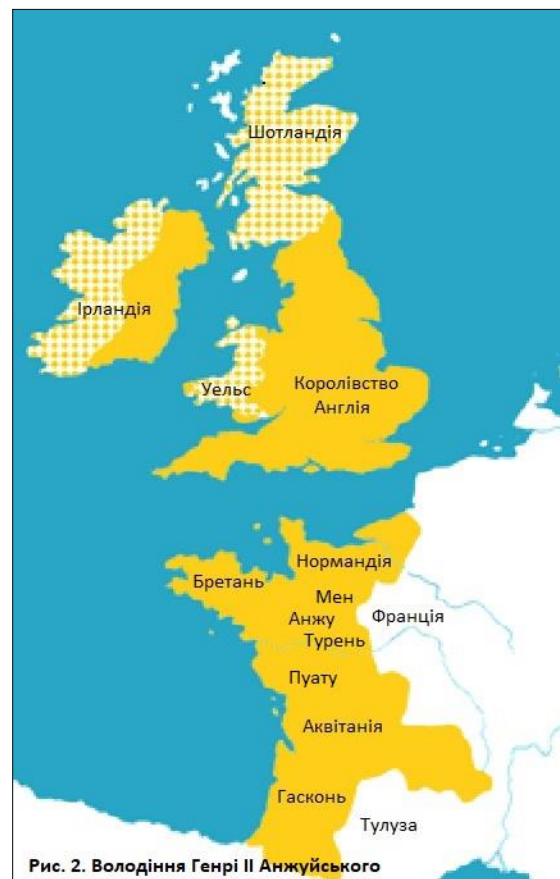 Шотландія
Ірландія
Уельс
Королівство
Англія
Нормандія
Бретань
Мен
Анжу
Франція
Турень
Пуату
Аквітанія
Гасконь
Тулуза
Рис. 2. Володіння Генрі II Анжуйського